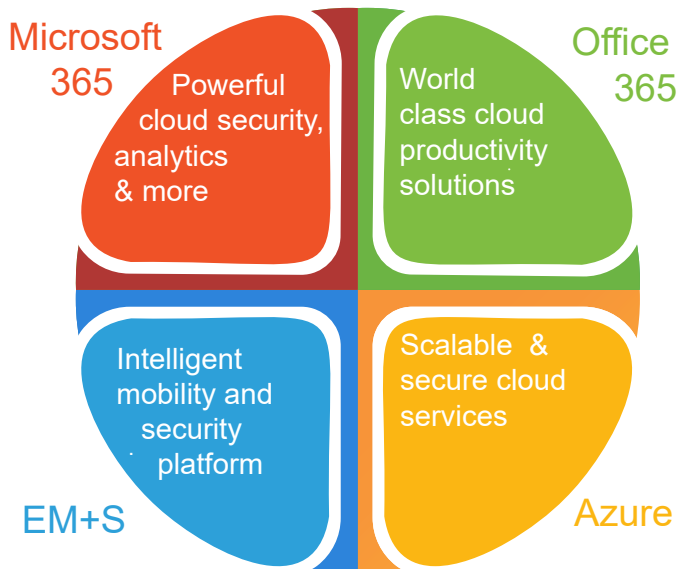 Microsoft
365
Powerful
cloud security,
analytics
& more
Office
365
World
class cloud
productivity
solutions
Intelligent
mobility and
security
platform
EM+S
Scalable &
secure cloud
services
Azure